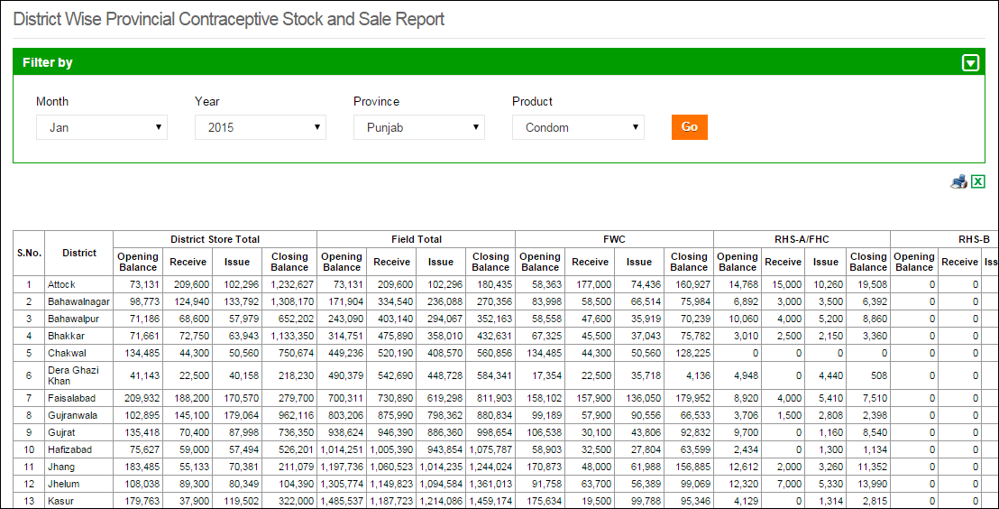 District Wise Provincial Contraceptive Stock and Sale Report
Filter by
Month Year Province Product
Jan 2015 Punjab Condom Go
S.No. District District Store Total Field Total FWC RHS-A/FHC RHS-B
Opening Balance Receive Issue Closing Balance Opening Balance Receive Issue Closing Balance Opening Balance Receive Issue Closing Balance Opening Balance Receive Issue Closing Balance Opening Balance Receive Iss
1 Attock 73,131 209,600 102,296 1,232,627 73,131 209,600 102,296 180,435 58,363 177,000 74,436 160,927 14,768 15,000 10,260 19,508 0 0
2 Bahawalnagar 98,773 124,940 133,792 1,308,170 171,904 334,540 236,088 270,356 83,998 58,500 66,514 75,984 6,892 3,000 3,500 6,392 0 0
3 Bahawalpur 71,186 68,600 57,979 652,202 243,090 403,140 294,067 352,163 58,558 47,600 35,919 70,239 10,060 4,000 5,200 8,860 0 0
4 Bhakkar 71,661 72,750 63,943 1,133,350 314,751 475,890 358,010 432,631 67,325 45,500 37,043 75,782 3,010 2,500 2,150 3,360 0 0
5 Chakwal 134,485 44,300 50,560 750,674 449,236 520,190 408,570 560,856 134,485 44,300 50,560 128,225 0 0 0 0 0 0
6 Dera Ghazi Khan 41,143 22,500 40,158 218,230 490,379 542,690 448,728 584,341 17,354 22,500 35,718 4,136 4,948 0 4,440 508 0 0
7 Faisalabad 209,932 188,200 170,570 279,700 700,311 730,890 619,298 811,903 158,102 157,900 136,050 179,952 8,920 4,000 5,410 7,510 0 0
8 Gujranwala 102,895 145,100 179,064 962,116 803,206 875,990 798,362 880,834 99,189 57,900 90,556 66,533 3,706 1,500 2,808 2,398 0 0
9 Gujrat 135,418 70,400 87,998 736,350 938,624 946,390 886,360 998,654 106,538 30,100 43,806 92,832 9,700 0 1,160 8,540 0 0
10 Hafizabad 75,627 59,000 57,494 526,201 1,014,251 1,005,390 943,854 1,075,787 58,903 32,500 27,804 63,599 2,434 0 1,300 1,134 0 0
11 Jhang 183,485 55,133 70,381 211,079 1,197,736 1,060,523 1,014,235 1,244,024 170,873 48,000 61,988 156,885 12,612 2,000 3,260 11,352 0 0
12 Jhelum 108,038 89,300 80,349 104,390 1,305,774 1,149,823 1,094,584 1,361,013 91,758 63,700 56,389 99,069 12,320 7,000 5,330 13,990 0 0
13 Kasur 179,763 37,900 119,502 322,000 1,485,537 1,187,723 1,214,086 1,459,174 175,634 19,500 99,788 95,346 4,129 0 1,314 2,815 0 0